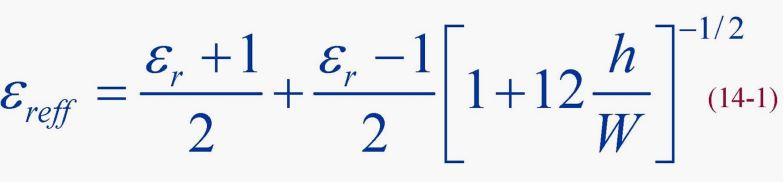 ε_reff = (ε_r + 1)/2 + (ε_r − 1)/2 [1 + 12 h/W]^(−1/2) (14-1)